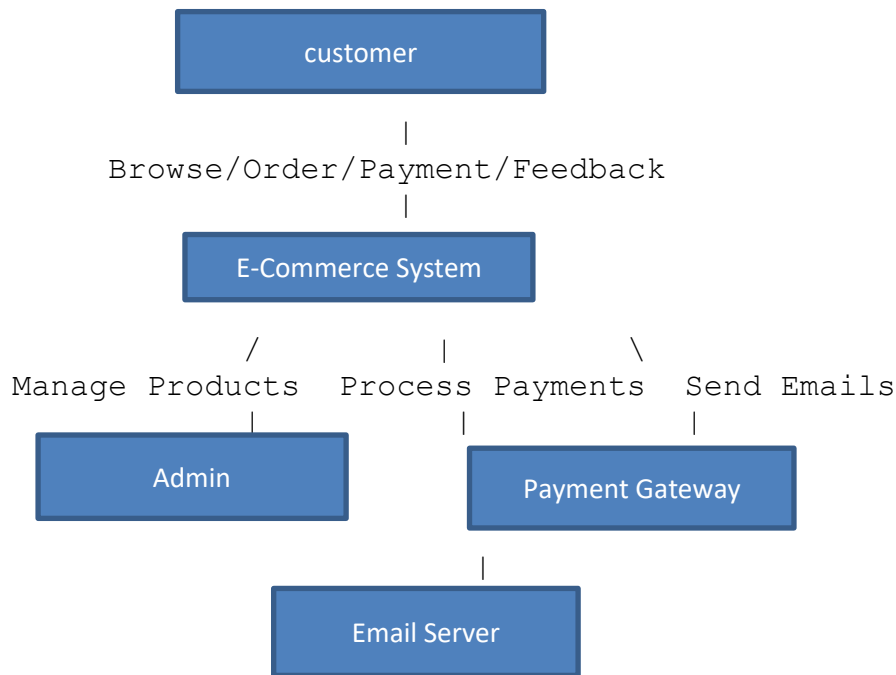 customer
|
Browse/Order/Payment/Feedback
|
E-Commerce System
/ | \
Manage Products Process Payments Send Emails
| | |
Admin Payment Gateway
|
Email Server